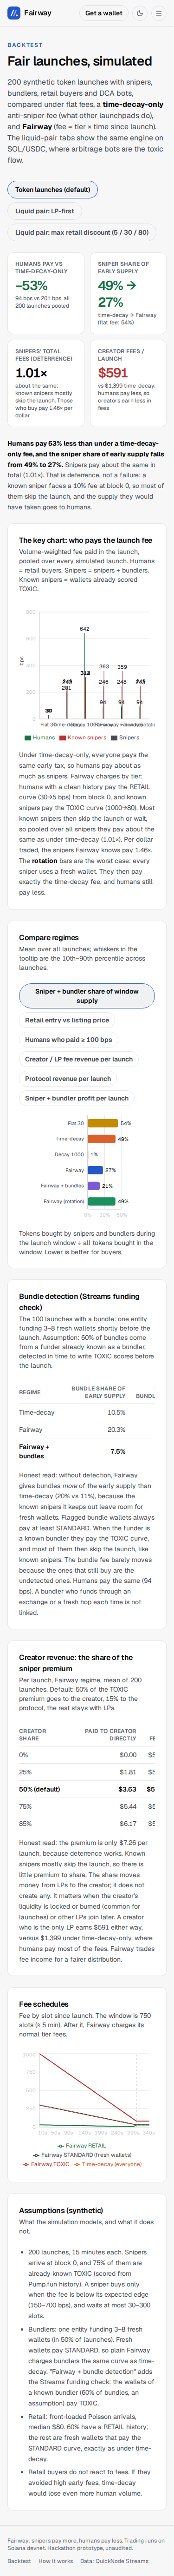 Fairway
Get a wallet
BACKTEST
Fair launches, simulated
200 synthetic token launches with snipers,
bundlers, retail buyers and DCA bots,
compared under flat fees, a time-decay-only
anti-sniper fee (what other launchpads do),
and Fairway (fee = tier × time since launch).
The liquid-pair tabs show the same engine on
SOL/USDC, where arbitrage bots are the toxic
flow.
Token launches (default)
Liquid pair: LP-first
Liquid pair: max retail discount (5 / 30 / 80)
HUMANS PAY VS
TIME-DECAY-ONLY
−53%
94 bps vs 201 bps, all
200 launches pooled
SNIPER SHARE OF
EARLY SUPPLY
49% →
27%
time-decay → Fairway
(flat fee: 54%)
SNIPERS' TOTAL
FEES (DETERRENCE)
1.01×
about the same:
known snipers mostly
skip the launch. Those
who buy pay 1.46× per
dollar
CREATOR FEES /
LAUNCH
$591
vs $1,399 time-decay:
humans pay less, so
creators earn less in
fees
Humans pay 53% less than under a time-decay-
only fee, and the sniper share of early supply falls
from 49% to 27%. Snipers pay about the same in
total (1.01×). That is deterrence, not a failure: a
known sniper faces a 10% fee at block 0, so most of
them skip the launch, and the supply they would
have taken goes to humans.
The key chart: who pays the launch fee
Volume-weighted fee paid in the launch,
pooled over every simulated launch. Humans
= retail buyers. Snipers = snipers + bundlers.
Known snipers = wallets already scored
TOXIC.
800
600
400
200
0
bps
642
363
359
246
248
201
94
94
94
30
Flat 30
Humans
Known snipers
Snipers
Under time-decay-only, everyone pays the
same early tax, so humans pay about as
much as snipers. Fairway charges by tier:
humans with a clean history pay the RETAIL
curve (30→5 bps) from block 0, and known
snipers pay the TOXIC curve (1000→80). Most
known snipers then skip the launch or wait,
so pooled over all snipers they pay about the
same as under time-decay (1.01×). Per dollar
traded, the same snipers Fairway pays 1.46×.
The rotation bars are the worst case: every
sniper uses a fresh wallet. They then pay
exactly the time-decay fee, and humans still
pay less.
Compare regimes
Mean over all launches; whiskers in the
tooltip are the 10th–90th percentile across
launches.
Sniper + bundler share of window
supply
Retail entry vs listing price
Humans who paid ≥ 100 bps
Creator / LP fee revenue per launch
Protocol revenue per launch
Sniper + bundler profit per launch
Flat 30
54%
Time-decay
49%
Decay 1000
1%
Fairway
27%
Fairway + bundles
21%
Fairway (rotation)
49%
0%
30%
60%
Tokens bought by snipers and bundlers during
the launch window ÷ all tokens bought in the
window. Lower is better for buyers.
Bundle detection (Streams funding
check)
The 100 launches with a bundle: one entity
funding 3–8 fresh wallets shortly before the
launch. Assumption: 60% of bundles come
from a funder already known as a bundler,
detected in time to write TOXIC scores before
the launch.
REGIME
BUNDLE SHARE OF
EARLY SUPPLY
BUNDL
Time-decay
10.5%
Fairway
20.3%
Fairway +
bundles
7.5%
Honest read: without detection, Fairway
gives bundles more of the early supply than
time-decay (20% vs 11%), because the
known snipers it keeps out leave room for
fresh wallets. Flagged bundle wallets always
pay at least STANDARD. When the funder is
a known bundler they pay the TOXIC curve,
and most of them then skip the launch, like
known snipers. The bundle fee barely moves
because the ones that still buy are the
undetected ones. Humans pay the same (94
bps). A bundler who funds through an
exchange or a fresh hop each time is not
linked.
Creator revenue: the share of the
sniper premium
Per launch, Fairway regime, mean of 200
launches. Default: 50% of the TOXIC
premium goes to the creator, 15% to the
protocol, the rest stays with LPs.
CREATOR
SHARE
PAID TO CREATOR
DIRECTLY
FE
0%
$0.00
25%
$1.81
50% (default)
$3.63
75%
$5.44
85%
$6.17
Honest read: the premium is only $7.26 per
launch, because deterrence works. Known
snipers mostly skip the launch, so there is
little premium to share. The share moves
money from LPs to the creator; it does not
create any. It matters when the creator's
liquidity is locked or burned (common for
launches) or other LPs join later. A creator
who is the only LP earns $591 either way,
versus $1,399 under time-decay-only, where
humans pay most of the fees. Fairway trades
fee income for a fairer distribution.
Fee schedules
Fee by slot since launch. The window is 750
slots (≈ 5 min). After it, Fairway charges its
normal tier fees.
1000
750
500
250
0
Fairway RETAIL
Fairway STANDARD (fresh wallets)
Fairway TOXIC
Time-decay (everyone)
Assumptions (synthetic)
What the simulation models, and what it does
not.
200 launches, 15 minutes each. Snipers
arrive at block 0, and 75% of them are
already known TOXIC (scored from
Pump.fun history). A sniper buys only
when the fee is below its expected edge
(150–700 bps), and waits at most 30–300
slots.
Bundlers: one entity funding 3–8 fresh
wallets (in 50% of launches). Fresh
wallets pay STANDARD, so plain Fairway
charges bundlers the same curve as time-
decay. "Fairway + bundle detection" adds
the Streams funding check: the wallets of
a known bundler (60% of bundles, an
assumption) pay TOXIC.
Retail: front-loaded Poisson arrivals,
median $80. 60% have a RETAIL history;
the rest are fresh wallets that pay the
STANDARD curve, exactly as under time-
decay.
Retail buyers do not react to fees. If they
avoided high early fees, time-decay
would lose even more human volume.
Fairway: snipers pay more, humans pay less. Trading runs on
Solana devnet. Hackathon prototype, unaudited.
Backtest
How it works
Data: QuickNode Streams